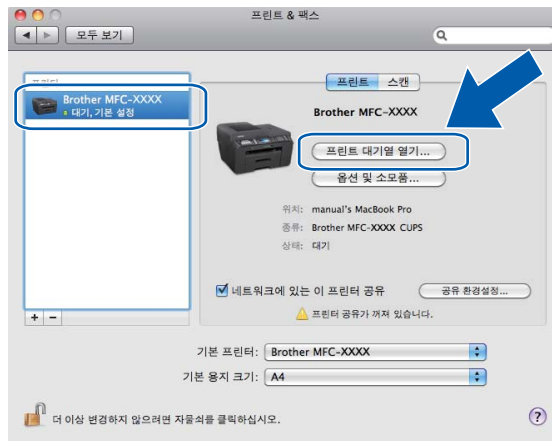 프린트 & 팩스
모두 보기
프린터
Brother MFC-XXXX
대기, 기본 설정
프린트 스캔
Brother MFC-XXXX
프린트 대기열 열기...
옵션 및 소모품...
위치: manual's MacBook Pro
종류: Brother MFC-XXXX CUPS
상태: 대기
네트워크에 있는 이 프린터 공유 공유 환경설정...
프린터 공유가 꺼져 있습니다.
+ −
기본 프린터: Brother MFC-XXXX
기본 용지 크기: A4
더 이상 변경하지 않으려면 자물쇠를 클릭하십시오. ?